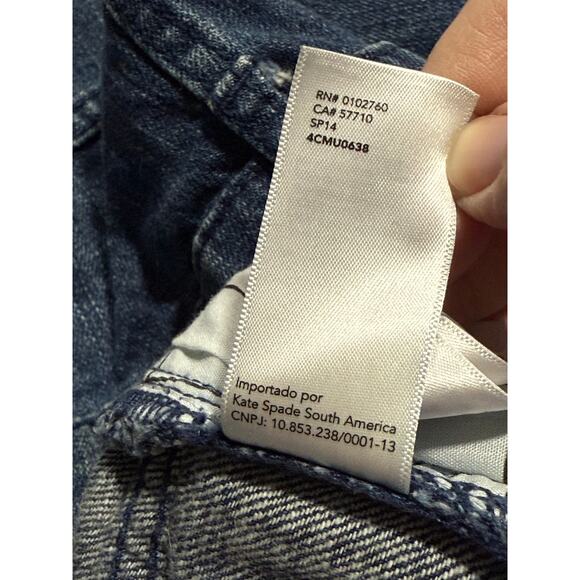 RN# 0102760
CA# 57710
SP14
4CMU0638
Importado por
Kate Spade South America
CNPJ: 10.853.238/0001-13